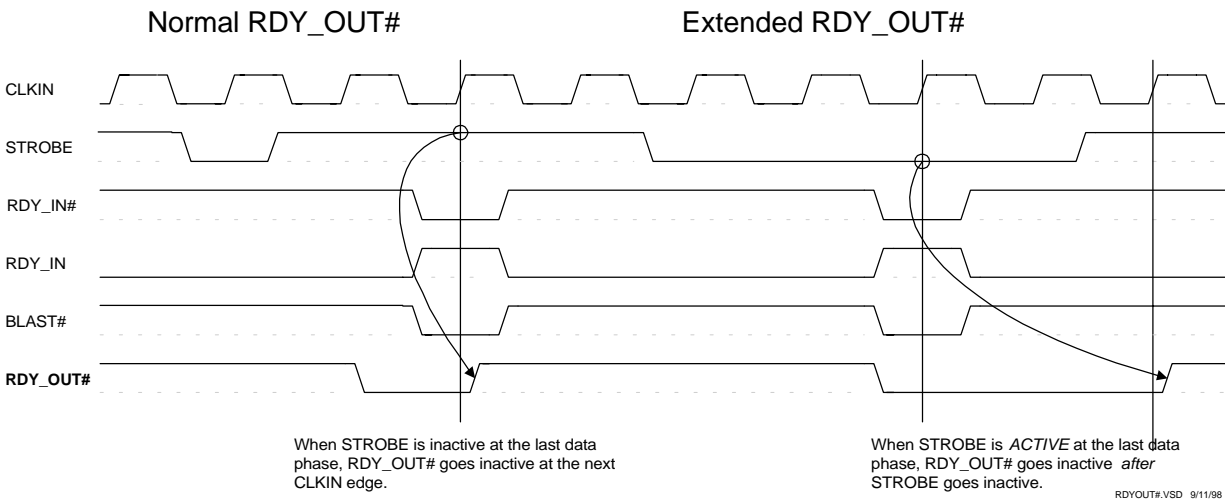 Normal RDY_OUT#
Extended RDY_OUT#
CLKIN
STROBE
RDY_IN#
RDY_IN
BLAST#
RDY_OUT#
When STROBE is inactive at the last data
phase, RDY_OUT# goes inactive at the next
CLKIN edge.
When STROBE is ACTIVE at the last data
phase, RDY_OUT# goes inactive after
STROBE goes inactive.
RDYOUT#.VSD 9/11/98